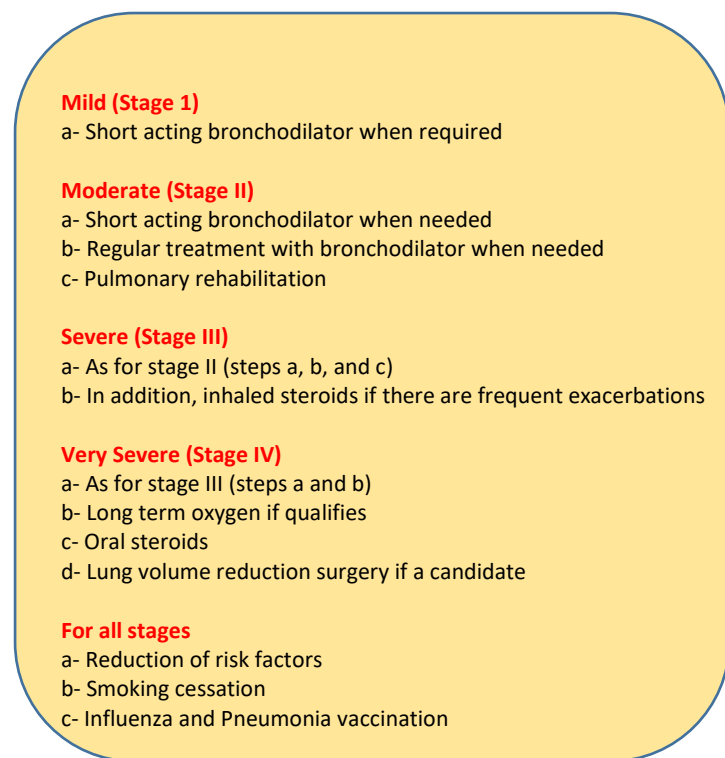 Mild (Stage 1)
a- Short acting bronchodilator when required
Moderate (Stage II)
a- Short acting bronchodilator when needed
b- Regular treatment with bronchodilator when needed
c- Pulmonary rehabilitation
Severe (Stage III)
a- As for stage II (steps a, b, and c)
b- In addition, inhaled steroids if there are frequent exacerbations
Very Severe (Stage IV)
a- As for stage III (steps a and b)
b- Long term oxygen if qualifies
c- Oral steroids
d- Lung volume reduction surgery if a candidate
For all stages
a- Reduction of risk factors
b- Smoking cessation
c- Influenza and Pneumonia vaccination